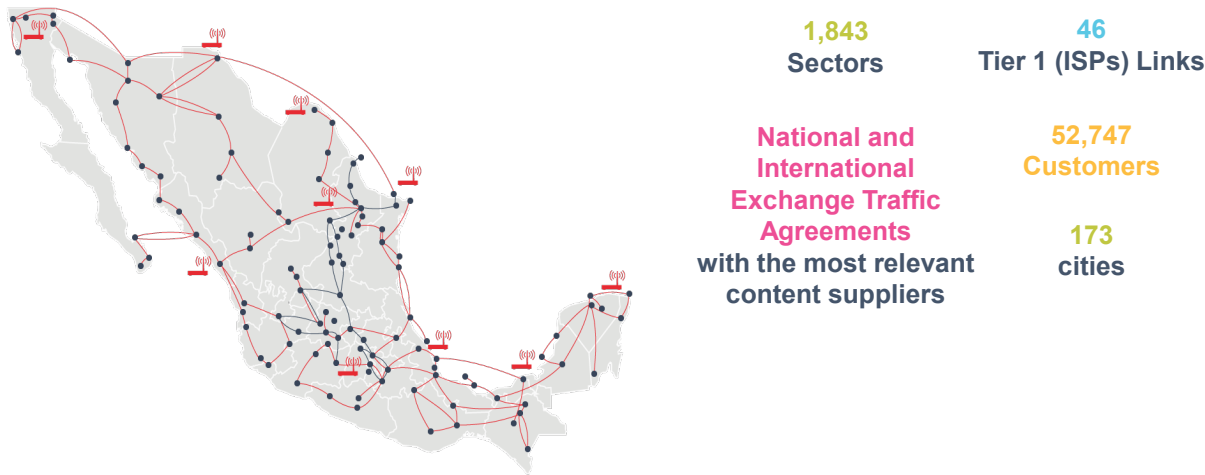 1,843
Sectors
46
Tier 1 (ISPs) Links
National and
International
Exchange Traffic
Agreements
with the most relevant
content suppliers
52,747
Customers
173
cities